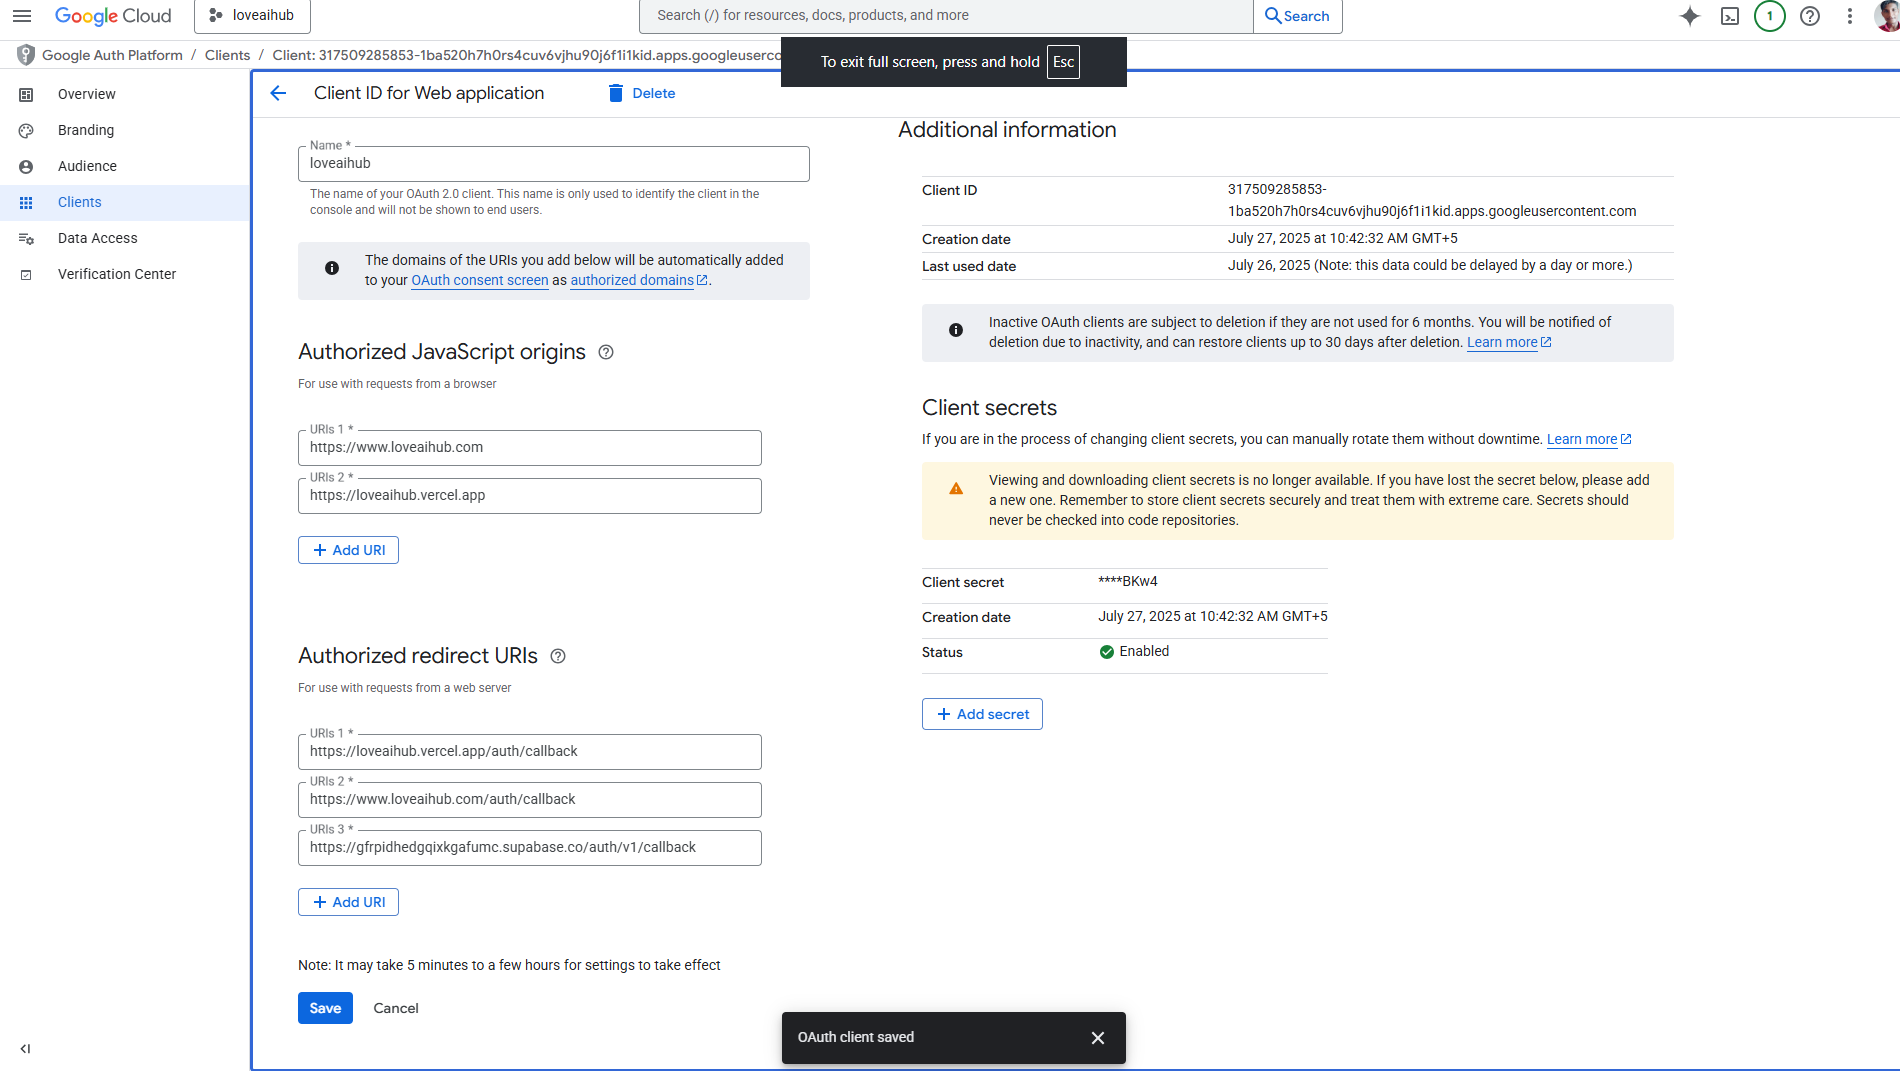 Google Cloud
loveaihub
Search (/) for resources, docs, products, and more
Search
1
Google Auth Platform / Clients / Client: 317509285853-1ba520h7h0rs4cuv6vjhu90j6f1i1kid.apps.googleuserco
To exit full screen, press and hold Esc
Overview
Branding
Audience
Clients
Data Access
Verification Center
Client ID for Web application
Delete
Name *
loveaihub
The name of your OAuth 2.0 client. This name is only used to identify the client in the
console and will not be shown to end users.
The domains of the URIs you add below will be automatically added
to your OAuth consent screen as authorized domains.
Authorized JavaScript origins
For use with requests from a browser
URIs 1 *
https://www.loveaihub.com
URIs 2 *
https://loveaihub.vercel.app
+ Add URI
Authorized redirect URIs
For use with requests from a web server
URIs 1 *
https://loveaihub.vercel.app/auth/callback
URIs 2 *
https://www.loveaihub.com/auth/callback
URIs 3 *
https://gfrpidhedgqixkgafumc.supabase.co/auth/v1/callback
+ Add URI
Note: It may take 5 minutes to a few hours for settings to take effect
Save
Cancel
Additional information
Client ID
317509285853-
1ba520h7h0rs4cuv6vjhu90j6f1i1kid.apps.googleusercontent.com
Creation date
July 27, 2025 at 10:42:32 AM GMT+5
Last used date
July 26, 2025 (Note: this data could be delayed by a day or more.)
Inactive OAuth clients are subject to deletion if they are not used for 6 months. You will be notified of
deletion due to inactivity, and can restore clients up to 30 days after deletion. Learn more
Client secrets
If you are in the process of changing client secrets, you can manually rotate them without downtime. Learn more
Viewing and downloading client secrets is no longer available. If you have lost the secret below, please add
a new one. Remember to store client secrets securely and treat them with extreme care. Secrets should
never be checked into code repositories.
Client secret
****BKw4
Creation date
July 27, 2025 at 10:42:32 AM GMT+5
Status
Enabled
+ Add secret
OAuth client saved